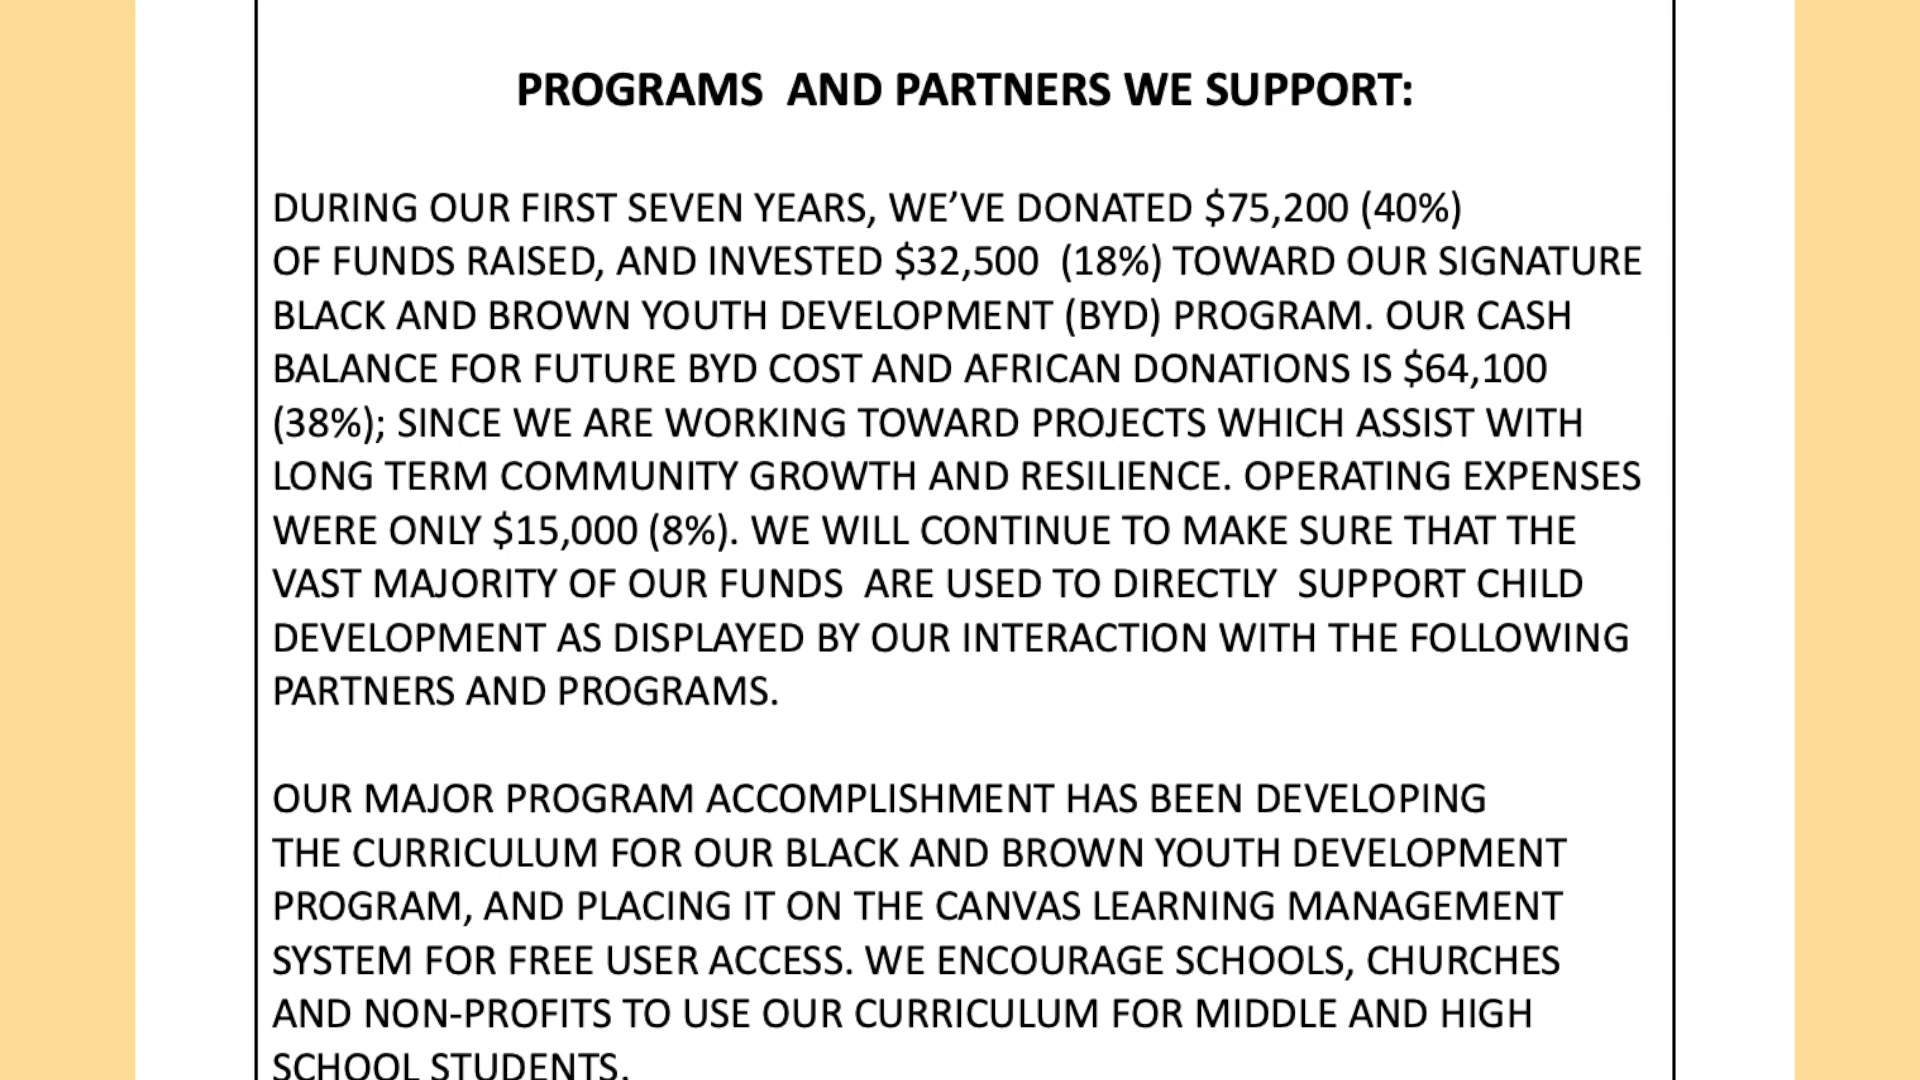 PROGRAMS  AND PARTNERS WE SUPPORT:
DURING OUR FIRST SEVEN YEARS, WE’VE DONATED $75,200 (40%)
OF FUNDS RAISED, AND INVESTED $32,500  (18%) TOWARD OUR SIGNATURE
BLACK AND BROWN YOUTH DEVELOPMENT (BYD) PROGRAM. OUR CASH
BALANCE FOR FUTURE BYD COST AND AFRICAN DONATIONS IS $64,100
(38%); SINCE WE ARE WORKING TOWARD PROJECTS WHICH ASSIST WITH
LONG TERM COMMUNITY GROWTH AND RESILIENCE. OPERATING EXPENSES
WERE ONLY $15,000 (8%). WE WILL CONTINUE TO MAKE SURE THAT THE
VAST MAJORITY OF OUR FUNDS  ARE USED TO DIRECTLY  SUPPORT CHILD
DEVELOPMENT AS DISPLAYED BY OUR INTERACTION WITH THE FOLLOWING
PARTNERS AND PROGRAMS.
OUR MAJOR PROGRAM ACCOMPLISHMENT HAS BEEN DEVELOPING
THE CURRICULUM FOR OUR BLACK AND BROWN YOUTH DEVELOPMENT
PROGRAM, AND PLACING IT ON THE CANVAS LEARNING MANAGEMENT
SYSTEM FOR FREE USER ACCESS. WE ENCOURAGE SCHOOLS, CHURCHES
AND NON-PROFITS TO USE OUR CURRICULUM FOR MIDDLE AND HIGH
SCHOOL STUDENTS.